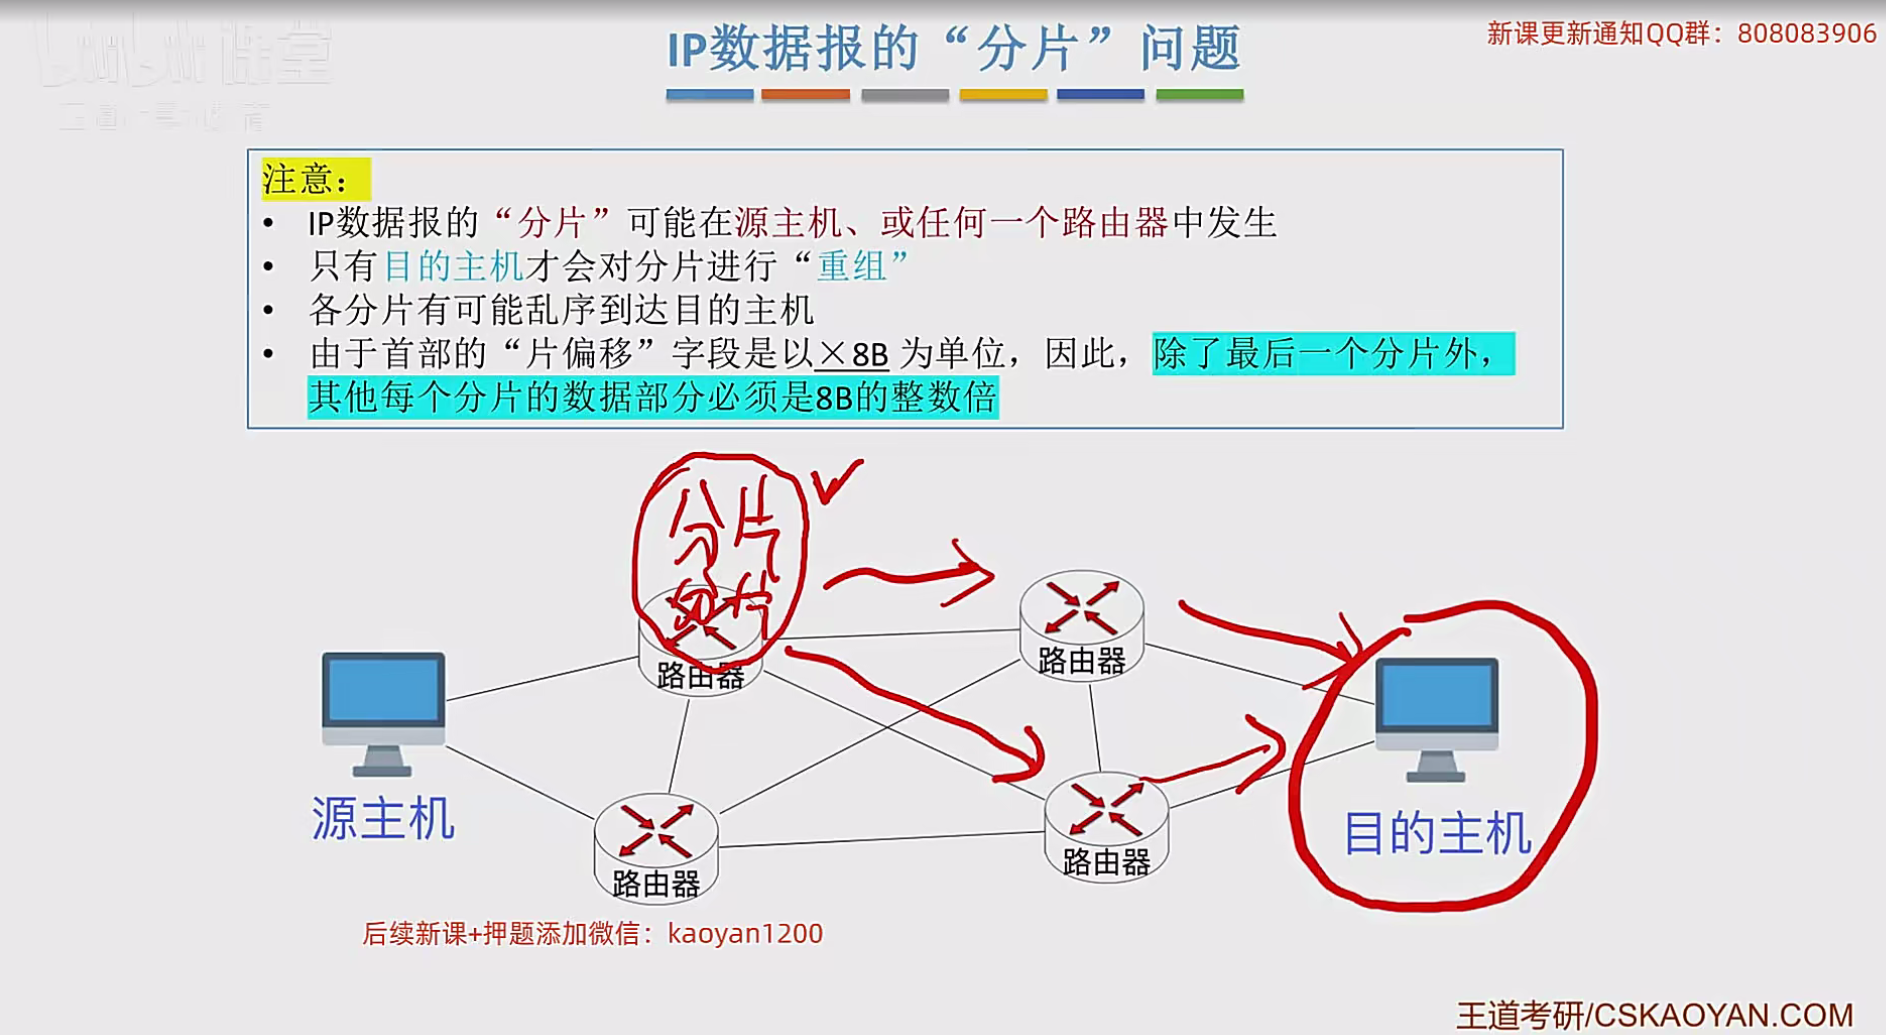 IP数据报的“分片”问题
新课更新通知QQ群：808083906
课堂
注意：
• IP数据报的“分片”可能在源主机、或任何一个路由器中发生
• 只有目的主机才会对分片进行“重组”
• 各分片有可能乱序到达目的主机
• 由于首部的“片偏移”字段是以×8B 为单位，因此，除了最后一个分片外，
其他每个分片的数据部分必须是8B的整数倍
分片
路由器
路由器
源主机
目的主机
路由器
路由器
后续新课+押题添加微信：kaoyan1200
王道考研/CSKAOYAN.COM